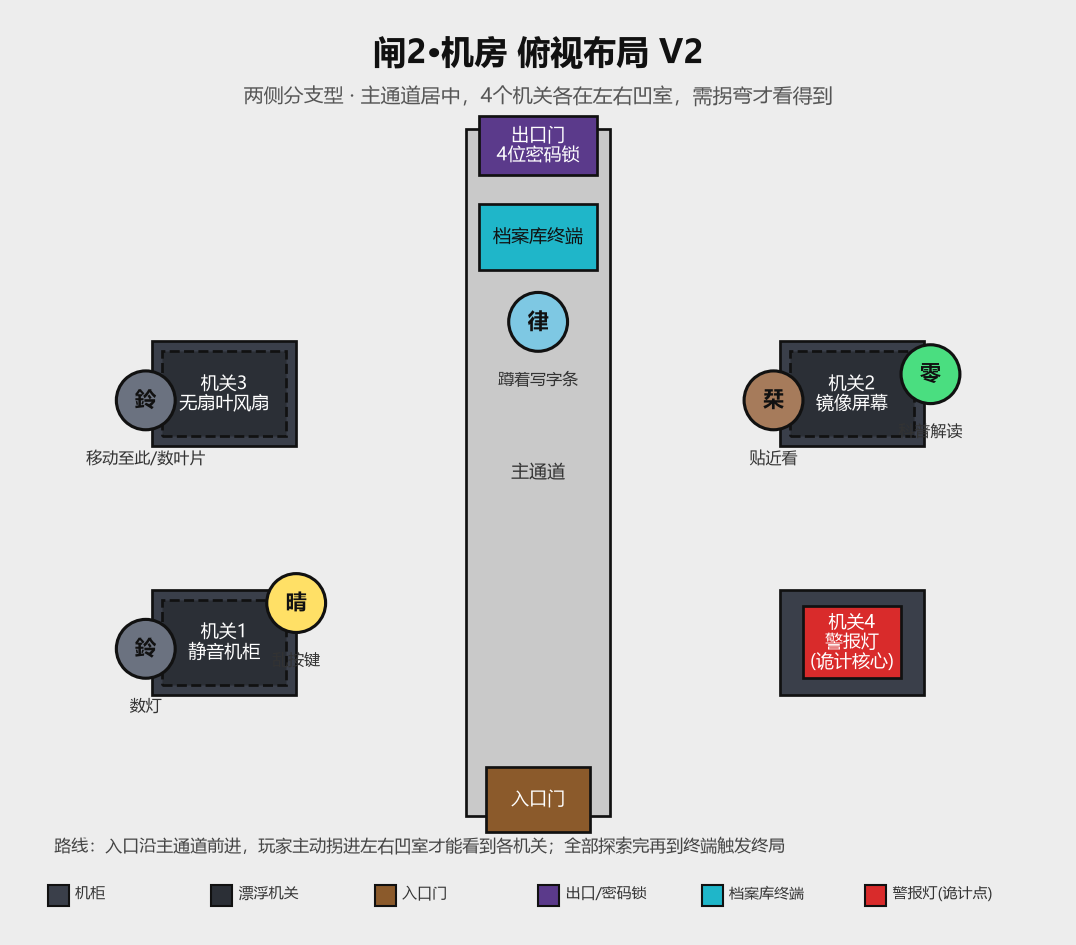 闸2•机房 俯视布局 V2
两侧分支型 · 主通道居中，4个机关各在左右凹室，需拐弯才看得到
出口门
4位密码锁
档案库终端
律
蹲着写字条
机关3
无扇叶风扇
鈴
移动至此/数叶片
机关2
镜像屏幕
栞
零
贴近看
解读
主通道
机关1
静音机柜
鈴
晴
按键
数灯
机关4
警报灯
(诡计核心)
入口门
路线：入口沿主通道前进，玩家主动拐进左右凹室才能看到各机关；全部探索完再到终端触发终局
机柜
漂浮机关
入口门
出口/密码锁
档案库终端
警报灯(诡计点)